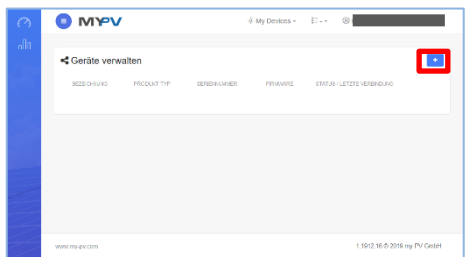 MYPV
My Devices
Geräte verwalten
+
BEZEICHNUNG PRODUKT TYP SERIENNUMMER FIRMWARE STATUS / LETZTE VERBINDUNG
www.my-pv.com
1.1912.16 © 2019 my PV GmbH